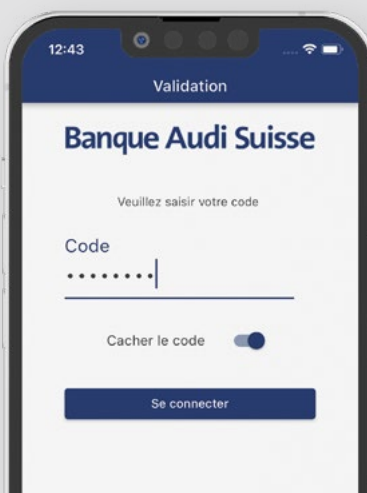 12:43
Validation
Banque Audi Suisse
Veuillez saisir votre code
Code
••••••••
Cacher le code
Se connecter